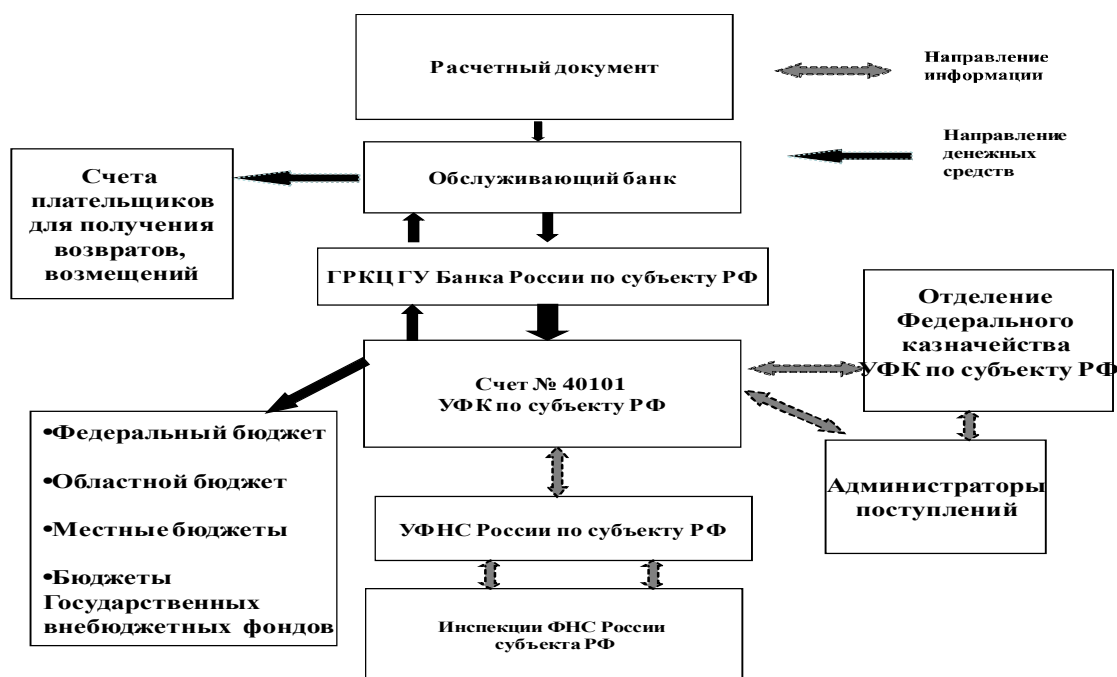 Расчетный документ
Направление
информации
Направление
денежных
средств
Счета
плательщиков
для получения
возвратов,
возмещений
Обслуживающий банк
ГРКЦ ГУ Банка России по субъекту РФ
Отделение
Федерального
казначейства
УФК по субъекту РФ
Счет № 40101
УФК по субъекту РФ
•Федеральный бюджет
•Областной бюджет
•Местные бюджеты
•Бюджеты
Государственных
внебюджетных фондов
Администраторы
поступлений
УФНС России по субъекту РФ
Инспекции ФНС России
субъекта РФ